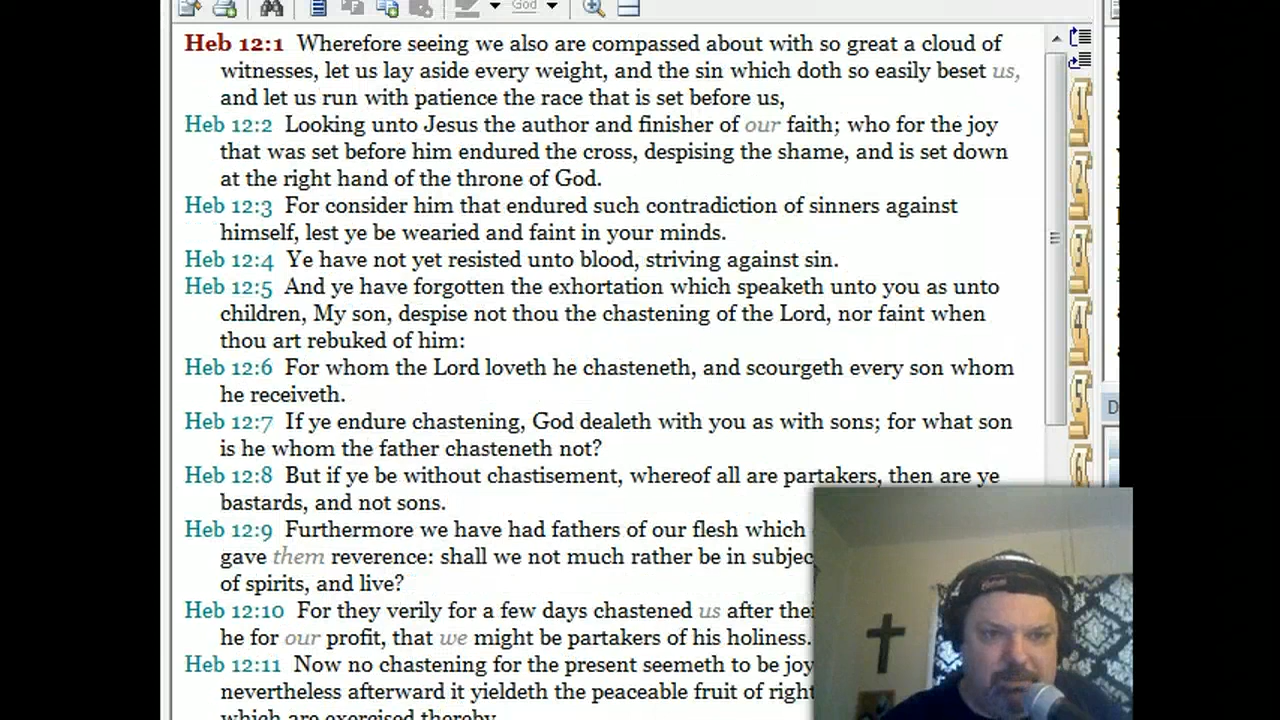 God
Heb 12:1 Wherefore seeing we also are compassed about with so great a cloud of
witnesses, let us lay aside every weight, and the sin which doth so easily beset us,
and let us run with patience the race that is set before us,
Heb 12:2 Looking unto Jesus the author and finisher of our faith; who for the joy
that was set before him endured the cross, despising the shame, and is set down
at the right hand of the throne of God.
Heb 12:3 For consider him that endured such contradiction of sinners against
himself, lest ye be wearied and faint in your minds.
Heb 12:4 Ye have not yet resisted unto blood, striving against sin.
Heb 12:5 And ye have forgotten the exhortation which speaketh unto you as unto
children, My son, despise not thou the chastening of the Lord, nor faint when
thou art rebuked of him:
Heb 12:6 For whom the Lord loveth he chasteneth, and scourgeth every son whom
he receiveth.
Heb 12:7 If ye endure chastening, God dealeth with you as with sons; for what son
is he whom the father chasteneth not?
Heb 12:8 But if ye be without chastisement, whereof all are partakers, then are ye
bastards, and not sons.
Heb 12:9 Furthermore we have had fathers of our flesh which
gave them reverence: shall we not much rather be in subjec
of spirits, and live?
Heb 12:10 For they verily for a few days chastened us after thei
he for our profit, that we might be partakers of his holiness.
Heb 12:11 Now no chastening for the present seemeth to be joy
nevertheless afterward it yieldeth the peaceable fruit of right
which are exercised thereby
1
2
3
4
5
6
D